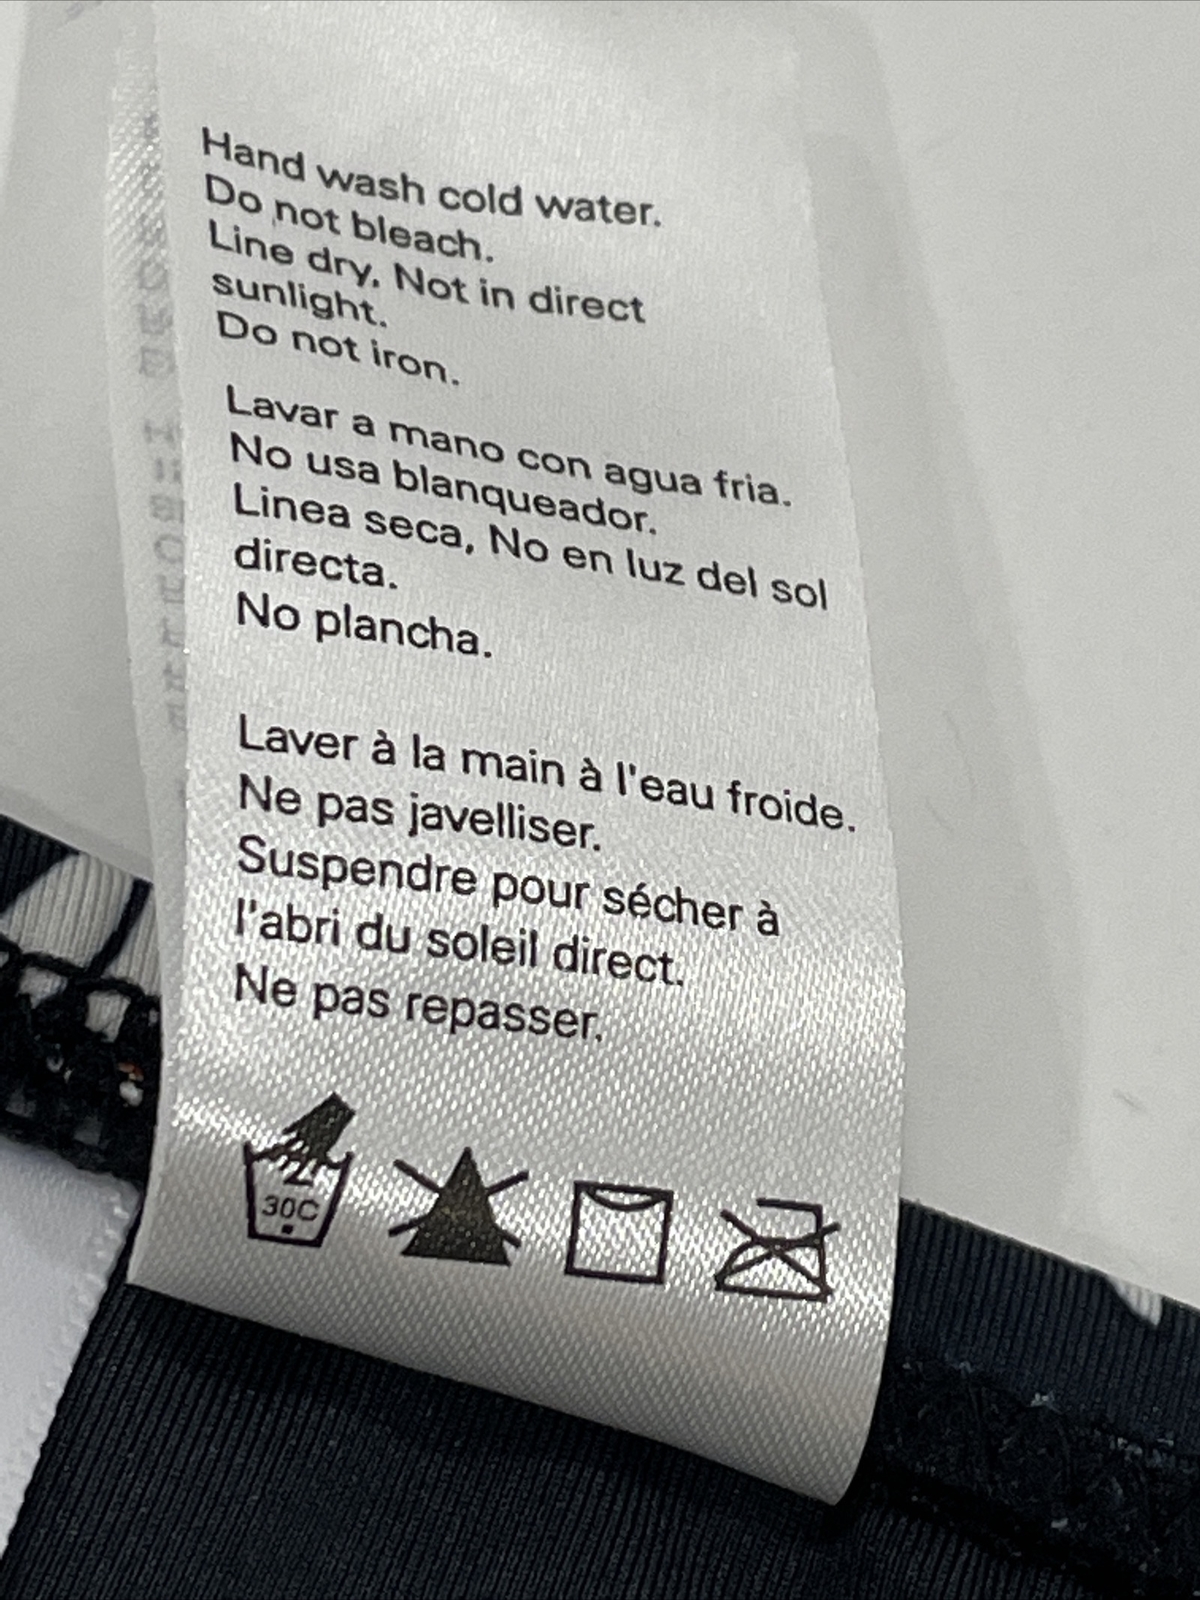 Hand wash cold water.
Do not bleach.
Line dry, Not in direct
sunlight.
Do not iron.
Lavar a mano con agua fria.
No usa blanqueador.
Linea seca, No en luz del sol
directa.
No plancha.
Laver à la main à l'eau froide.
Ne pas javelliser.
Suspendre pour sécher à
l'abri du soleil direct.
Ne pas repasser.
30C